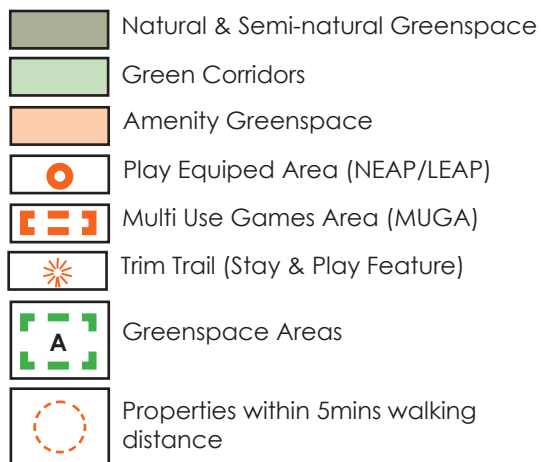 Natural & Semi-natural Greenspace
Green Corridors
Amenity Greenspace
Play Equiped Area (NEAP/LEAP)
Multi Use Games Area (MUGA)
Trim Trail (Stay & Play Feature)
A
Greenspace Areas
Properties within 5mins walking
distance